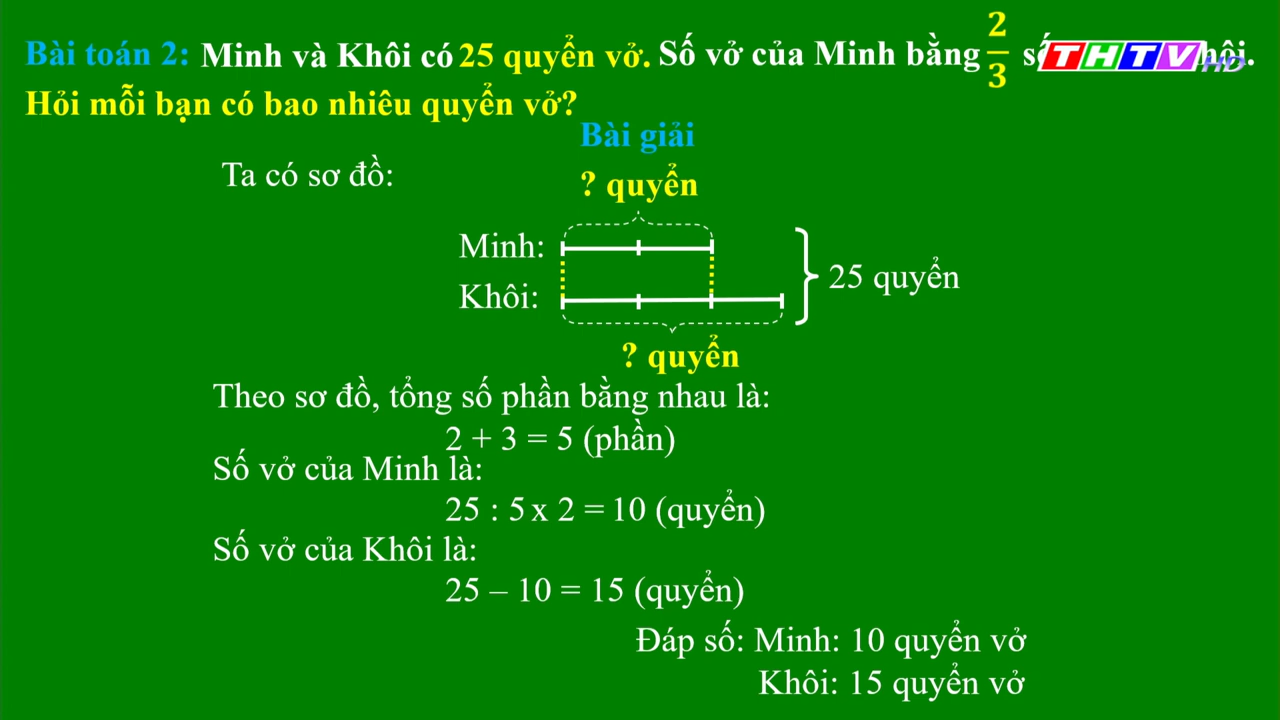 Bài toán 2: Minh và Khôi có 25 quyển vở. Số vở của Minh bằng 2/3 hôi.
THTV HD
Hỏi mỗi bạn có bao nhiêu quyển vở?
Bài giải
Ta có sơ đồ:
? quyển
Minh:
25 quyển
Khôi:
? quyển
Theo sơ đồ, tổng số phần bằng nhau là:
2 + 3 = 5 (phần)
Số vở của Minh là:
25 : 5 x 2 = 10 (quyển)
Số vở của Khôi là:
25 – 10 = 15 (quyển)
Đáp số: Minh: 10 quyển vở
Khôi: 15 quyển vở